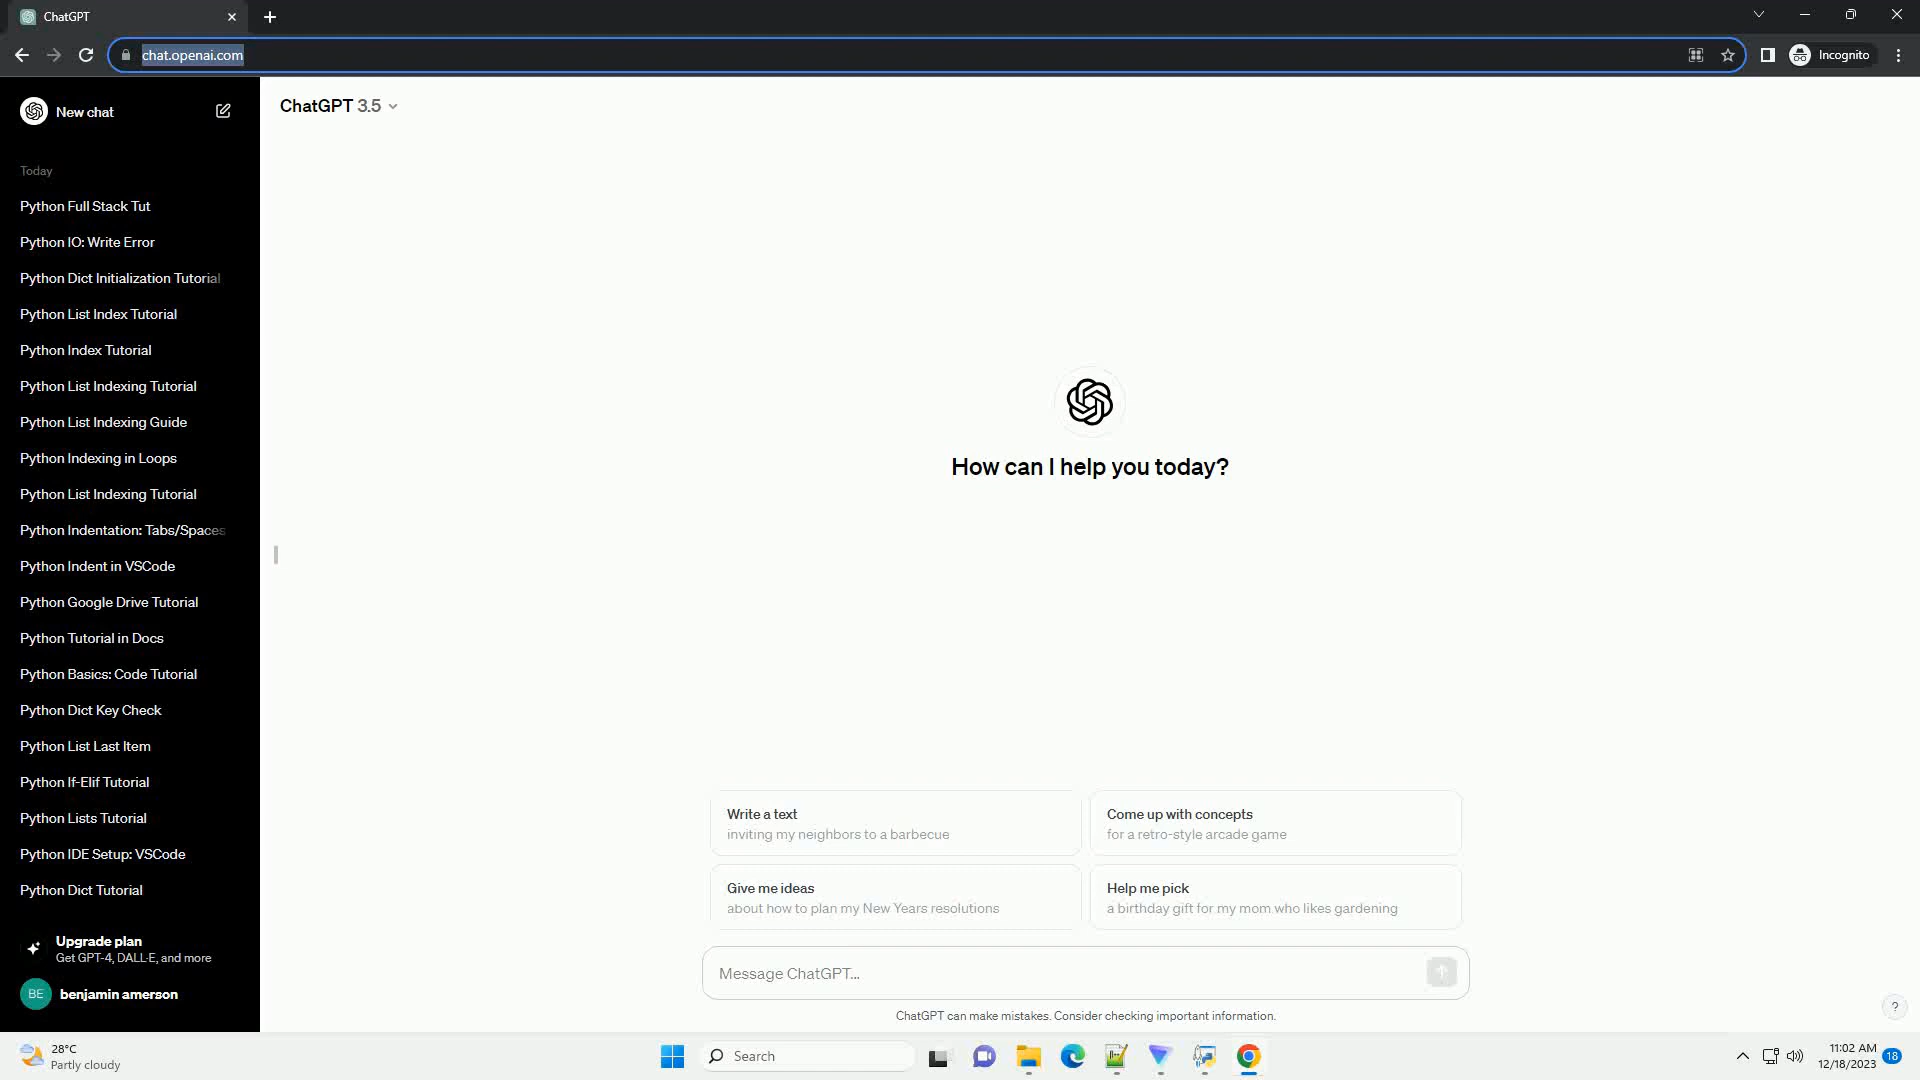 ChatGPT
chat.openai.com
Incognito
New chat
ChatGPT 3.5
Today
Python Full Stack Tut
Python IO: Write Error
Python Dict Initialization Tutorial
Python List Index Tutorial
Python Index Tutorial
Python List Indexing Tutorial
Python List Indexing Guide
Python Indexing in Loops
Python List Indexing Tutorial
Python Indentation: Tabs/Spaces
Python Indent in VSCode
Python Google Drive Tutorial
Python Tutorial in Docs
Python Basics: Code Tutorial
Python Dict Key Check
Python List Last Item
Python If-Elif Tutorial
Python Lists Tutorial
Python IDE Setup: VSCode
Python Dict Tutorial
Upgrade plan
Get GPT-4, DALL·E, and more
BE benjamin amerson
How can I help you today?
Write a text
inviting my neighbors to a barbecue
Come up with concepts
for a retro-style arcade game
Give me ideas
about how to plan my New Years resolutions
Help me pick
a birthday gift for my mom who likes gardening
Message ChatGPT...
ChatGPT can make mistakes. Consider checking important information.
?
28°C
Partly cloudy
Search
11:02 AM
12/18/2023
18